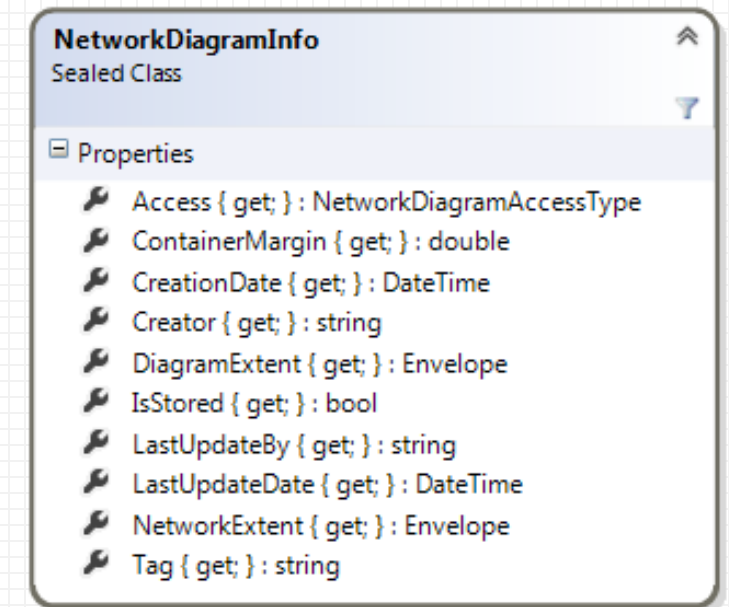 NetworkDiagramInfo
Sealed Class
Properties
Access { get; } : NetworkDiagramAccessType
ContainerMargin { get; } : double
CreationDate { get; } : DateTime
Creator { get; } : string
DiagramExtent { get; } : Envelope
IsStored { get; } : bool
LastUpdateBy { get; } : string
LastUpdateDate { get; } : DateTime
NetworkExtent { get; } : Envelope
Tag { get; } : string